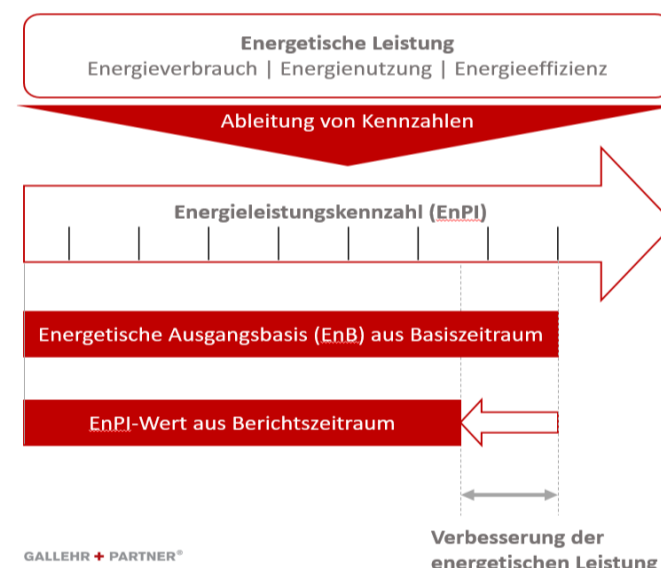 Energetische Leistung
Energieverbrauch | Energienutzung | Energieeffizienz
Ableitung von Kennzahlen
Energieleistungskennzahl (EnPI)
Energetische Ausgangsbasis (EnB) aus Basiszeitraum
EnPI-Wert aus Berichtszeitraum
GALLEHR + PARTNER®
Verbesserung der
energetischen Leistung